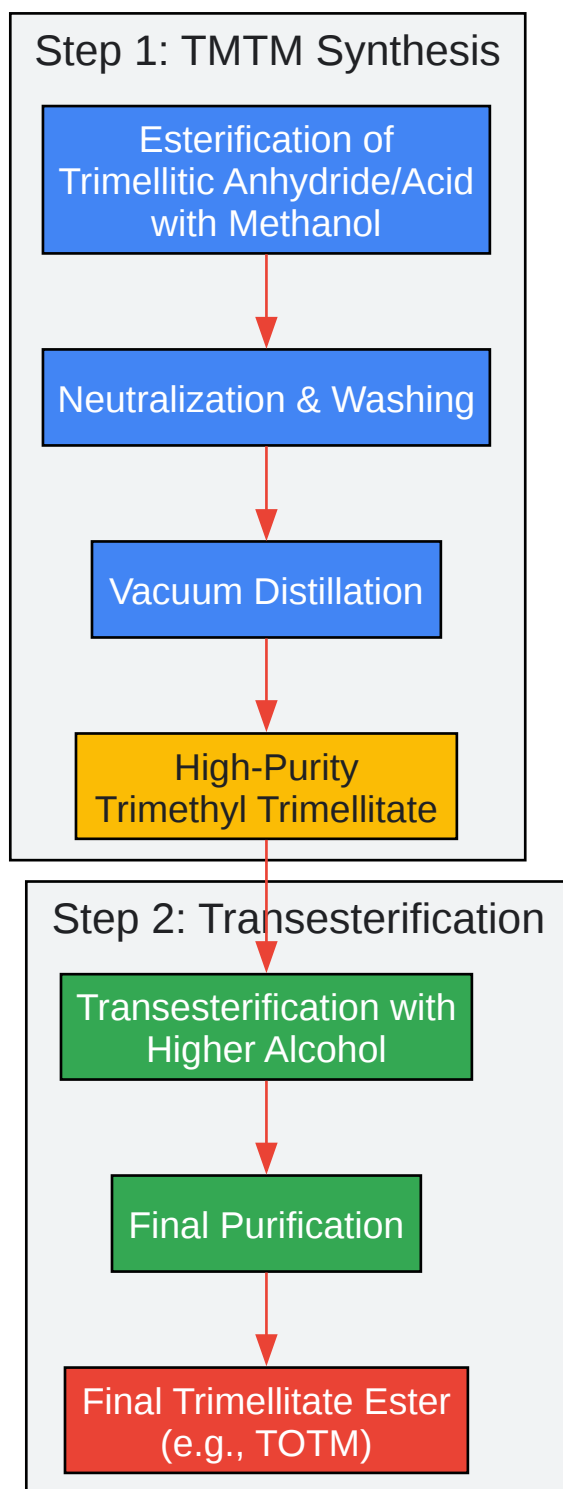 Step 1: TMTM Synthesis
Esterification of
Trimellitic Anhydride/Acid
with Methanol
Neutralization & Washing
Vacuum Distillation
High-Purity
Trimethyl Trimellitate
Step 2: Transesterification
Transesterification with
Higher Alcohol
Final Purification
Final Trimellitate Ester
(e.g., TOTM)